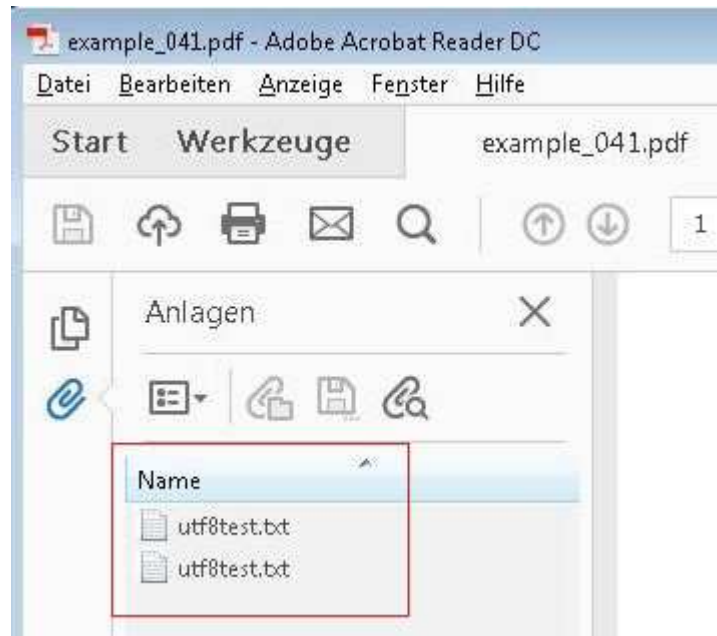 example_041.pdf - Adobe Acrobat Reader DC
Datei Bearbeiten Anzeige Fenster Hilfe
Start Werkzeuge example_041.pdf
1
Anlagen
Name
utf8test.txt
utf8test.txt